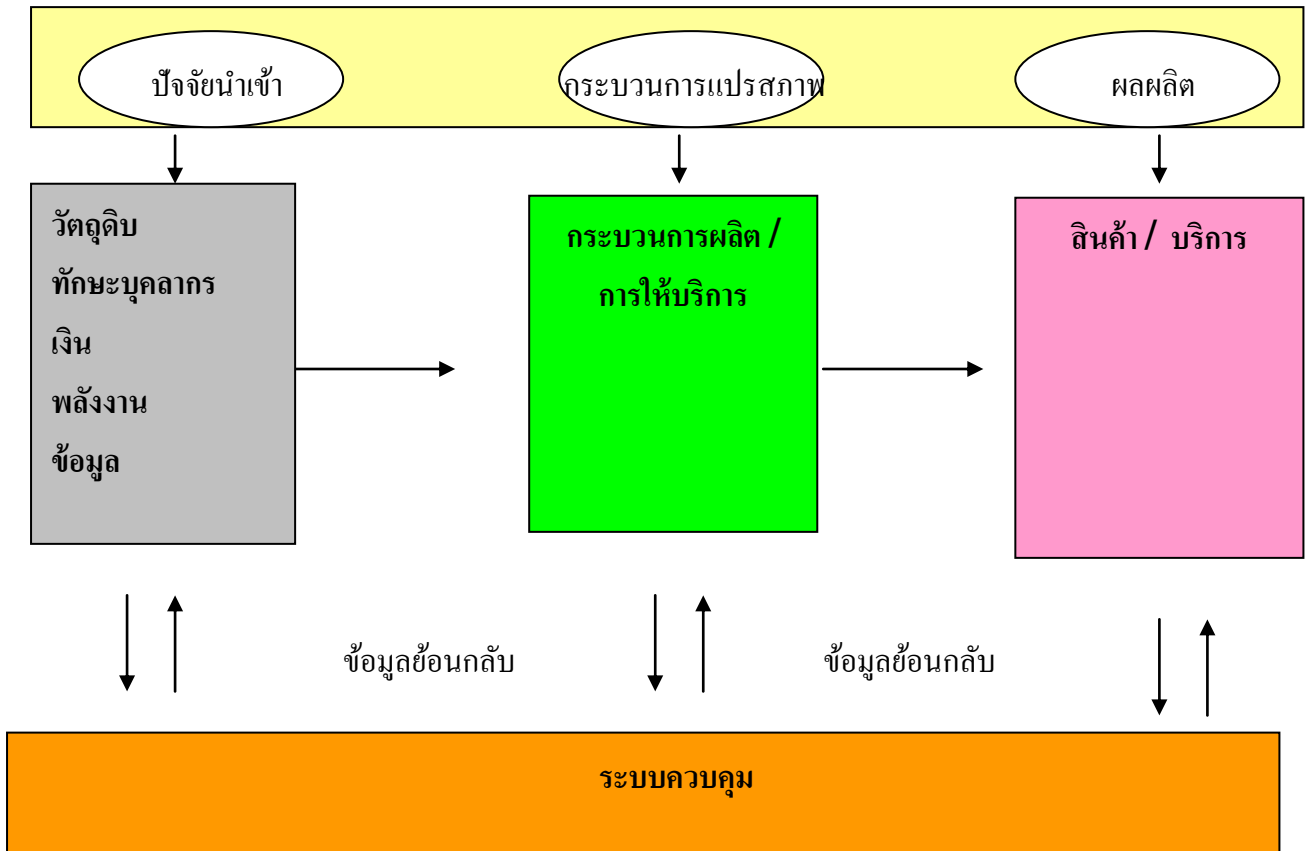 ปัจจัยนำเข้า
กระบวนการแปรสภาพ
ผลผลิต
วัตถุดิบ
ทักษะบุคลากร
เงิน
พลังงาน
ข้อมูล
กระบวนการผลิต /
การให้บริการ
สินค้า / บริการ
ข้อมูลย้อนกลับ
ข้อมูลย้อนกลับ
ระบบควบคุม